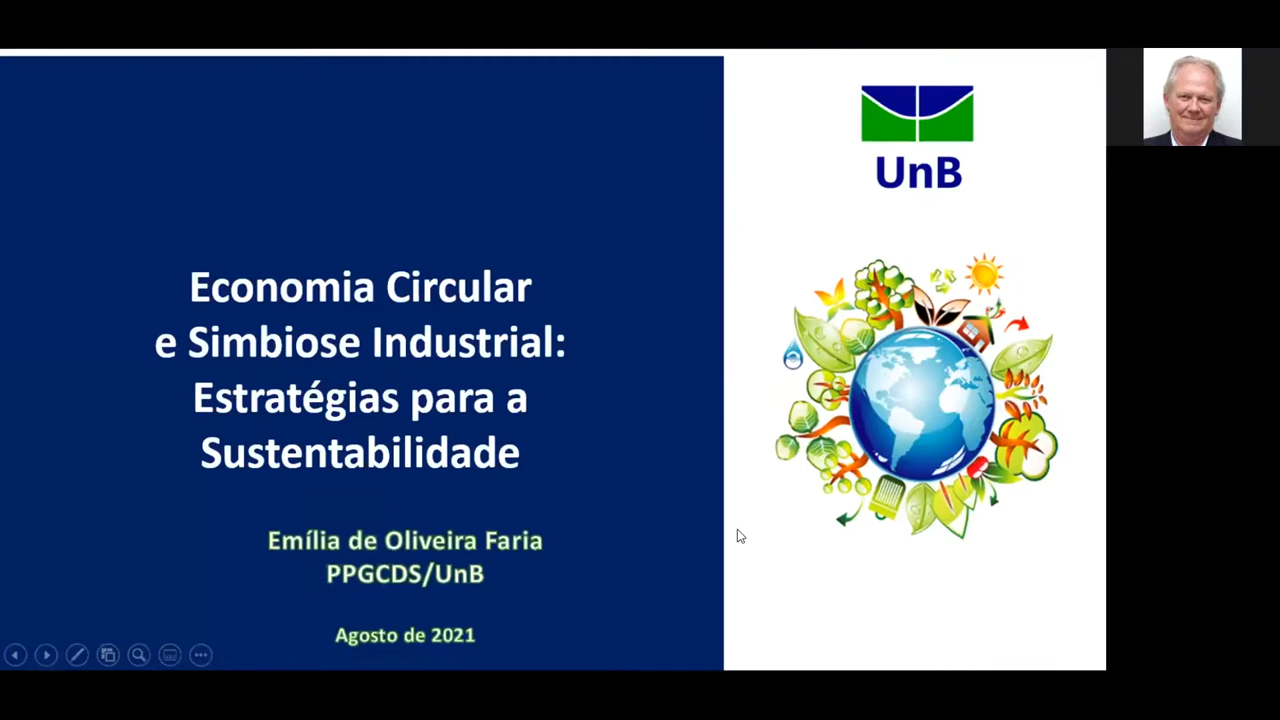 UnB
Economia Circular
e Simbiose Industrial:
Estratégias para a
Sustentabilidade
Emília de Oliveira Faria
PPGCDS/UnB
Agosto de 2021